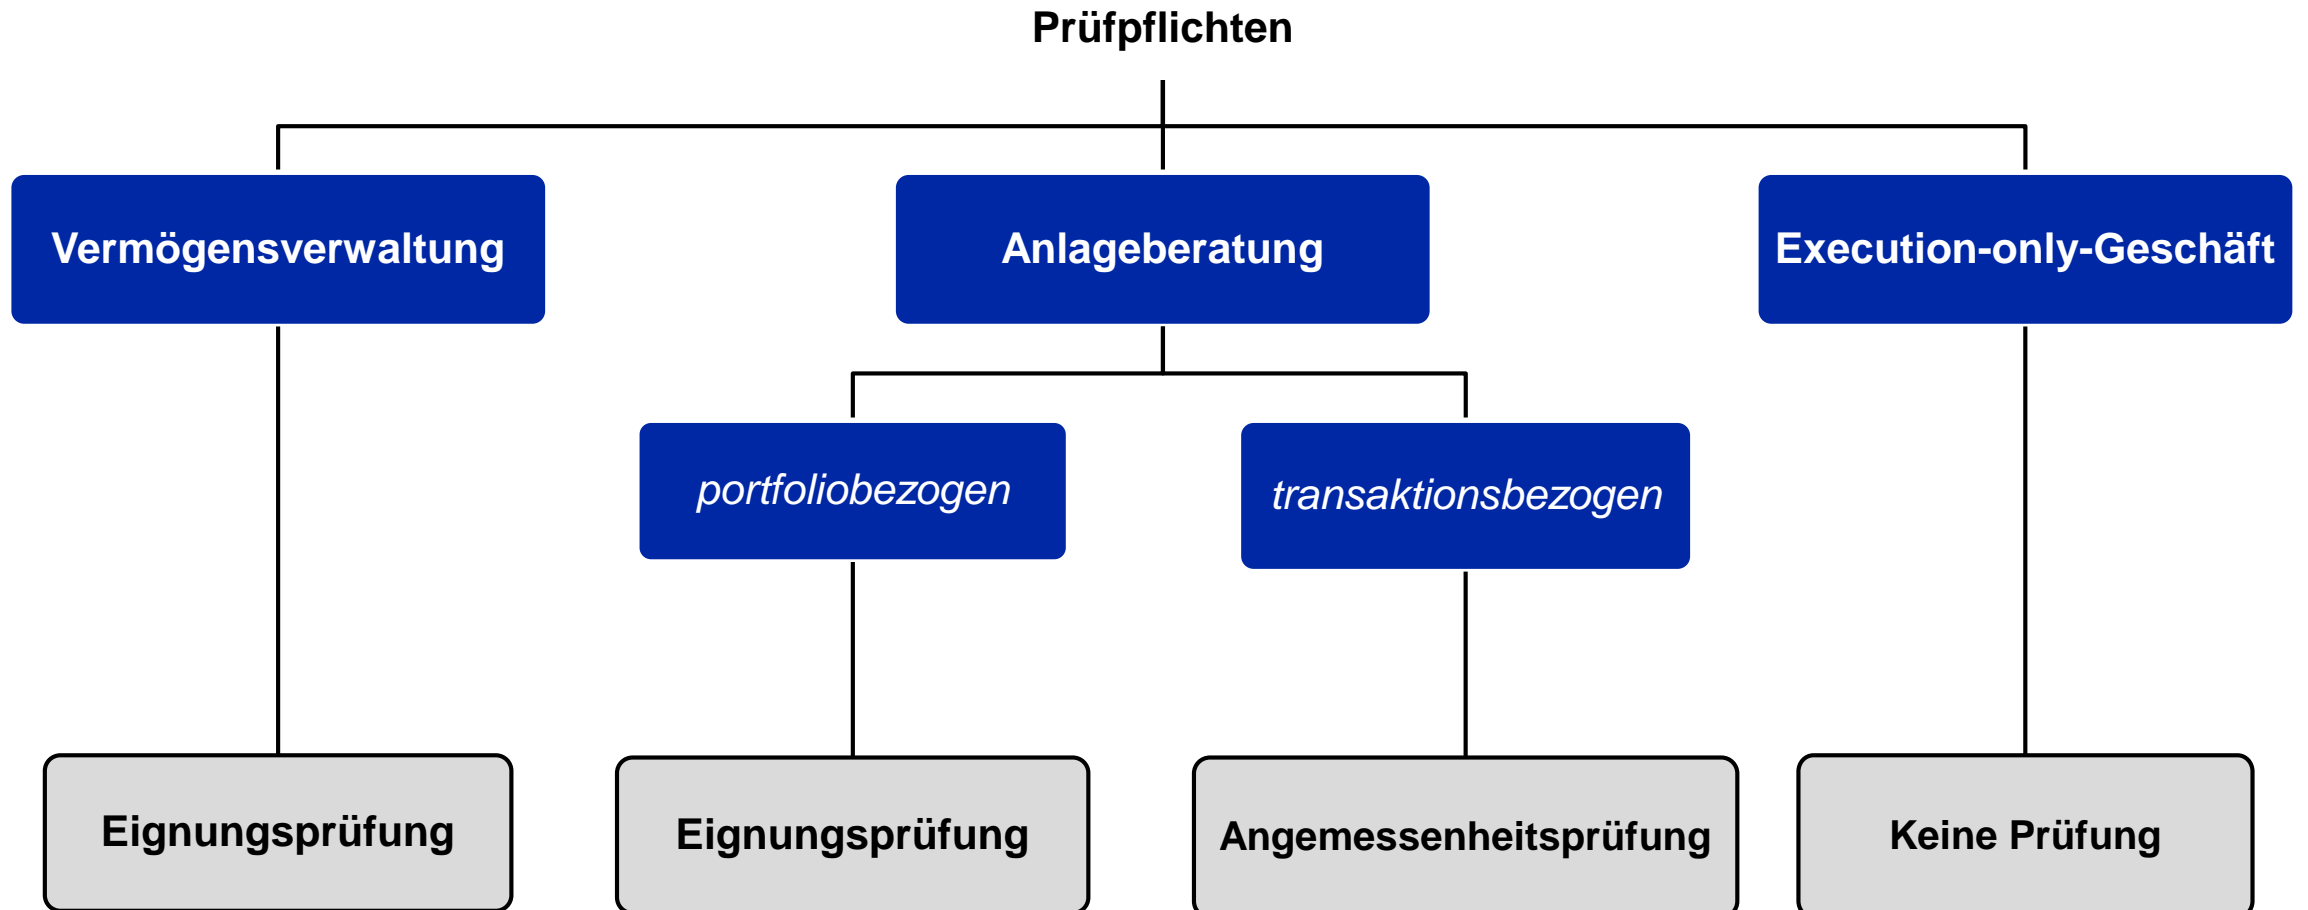 Prüfpflichten
Vermögensverwaltung
Anlageberatung
Execution-only-Geschäft
portfoliobezogen
transaktionsbezogen
Eignungsprüfung
Eignungsprüfung
Angemessenheitsprüfung
Keine Prüfung